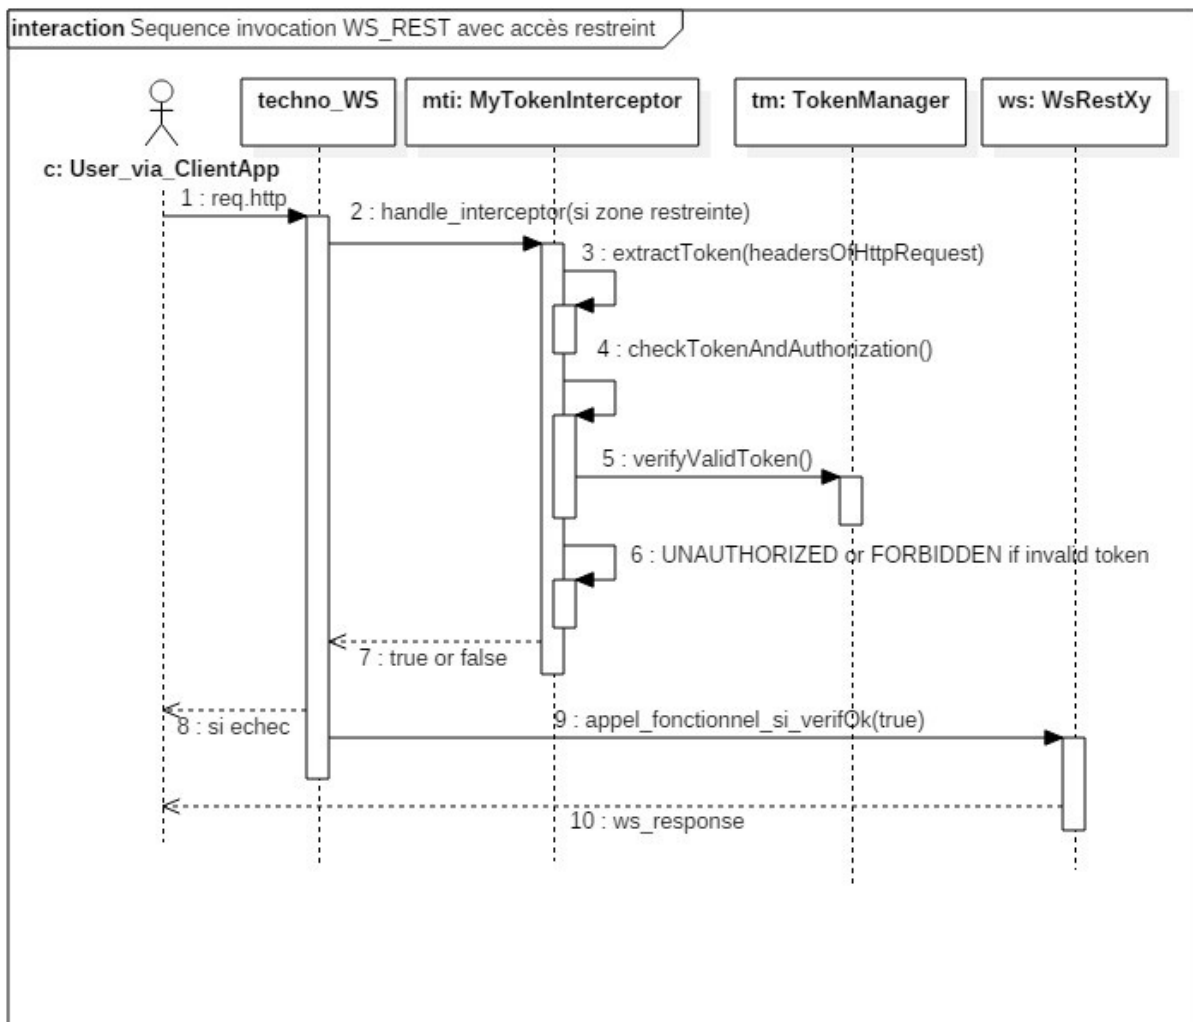 interaction Sequence invocation WS_REST avec accès restreint
techno_WS
mti: MyTokenInterceptor
tm: TokenManager
ws: WsRestXy
c: User_via_ClientApp
1 : req.http
2 : handle_interceptor(si zone restreinte)
3 : extractToken(headersOfHttpRequest)
4 : checkTokenAndAuthorization()
5 : verifyValidToken()
6 : UNAUTHORIZED or FORBIDDEN if invalid token
7 : true or false
8 : si echec
9 : appel_fonctionnel_si_verifOk(true)
10 : ws_response